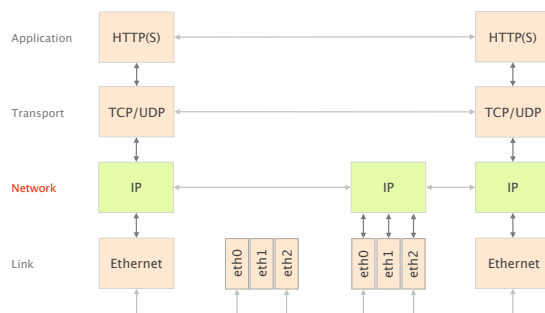 Application
HTTP(S)
HTTP(S)
Transport
TCP/UDP
TCP/UDP
Network
IP
IP
IP
Link
Ethernet
eth0
eth1
eth2
eth0
eth1
eth2
Ethernet